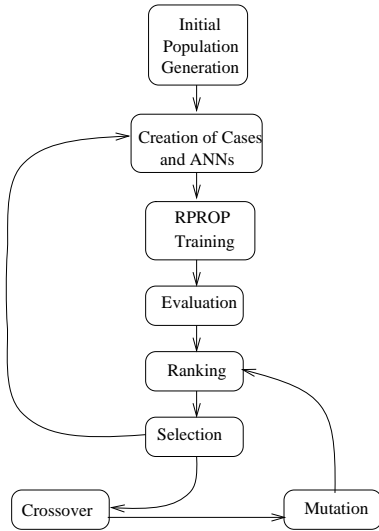 Initial
Population
Generation
Creation of Cases
and ANNs
RPROP
Training
Evaluation
Ranking
Selection
Crossover
Mutation